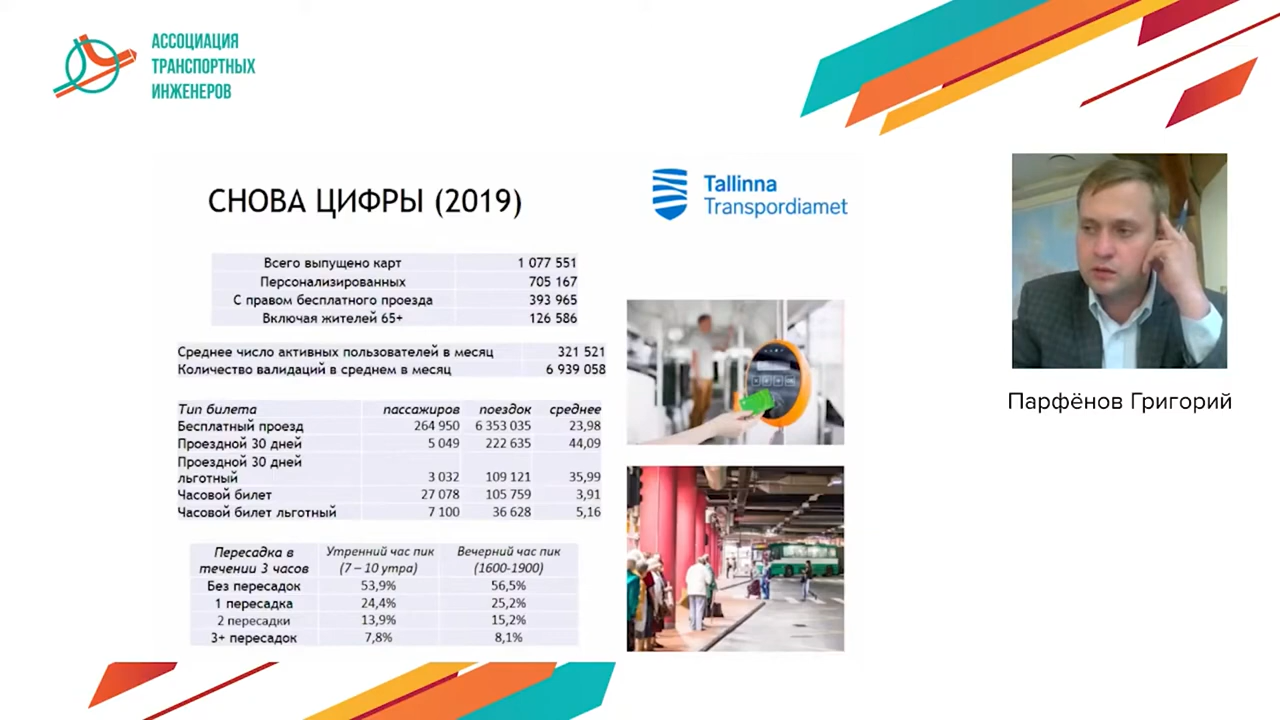 АССОЦИАЦИЯ
ТРАНСПОРТНЫХ
ИНЖЕНЕРОВ
СНОВА ЦИФРЫ (2019)
Tallinna
Transpordiamet
Всего выпущено карт 1 077 551
Персонализированных 705 167
С правом бесплатного проезда 393 965
Включая жителей 65+ 126 586
Среднее число активных пользователей в месяц 321 521
Количество валидаций в среднем в месяц 6 939 058
Тип билета пассажиров поездок среднее
Бесплатный проезд 264 950 6 353 035 23,98
Проездной 30 дней 5 049 222 635 44,09
Проездной 30 дней
льготный 3 032 109 121 35,99
Часовой билет 27 078 105 759 3,91
Часовой билет льготный 7 100 36 628 5,16
Пересадка в Утренний час пик Вечерний час пик
течении 3 часов (7 – 10 утра) (1600-1900)
Без пересадок 53,9% 56,5%
1 пересадка 24,4% 25,2%
2 пересадки 13,9% 15,2%
3+ пересадок 7,8% 8,1%
Парфёнов Григорий